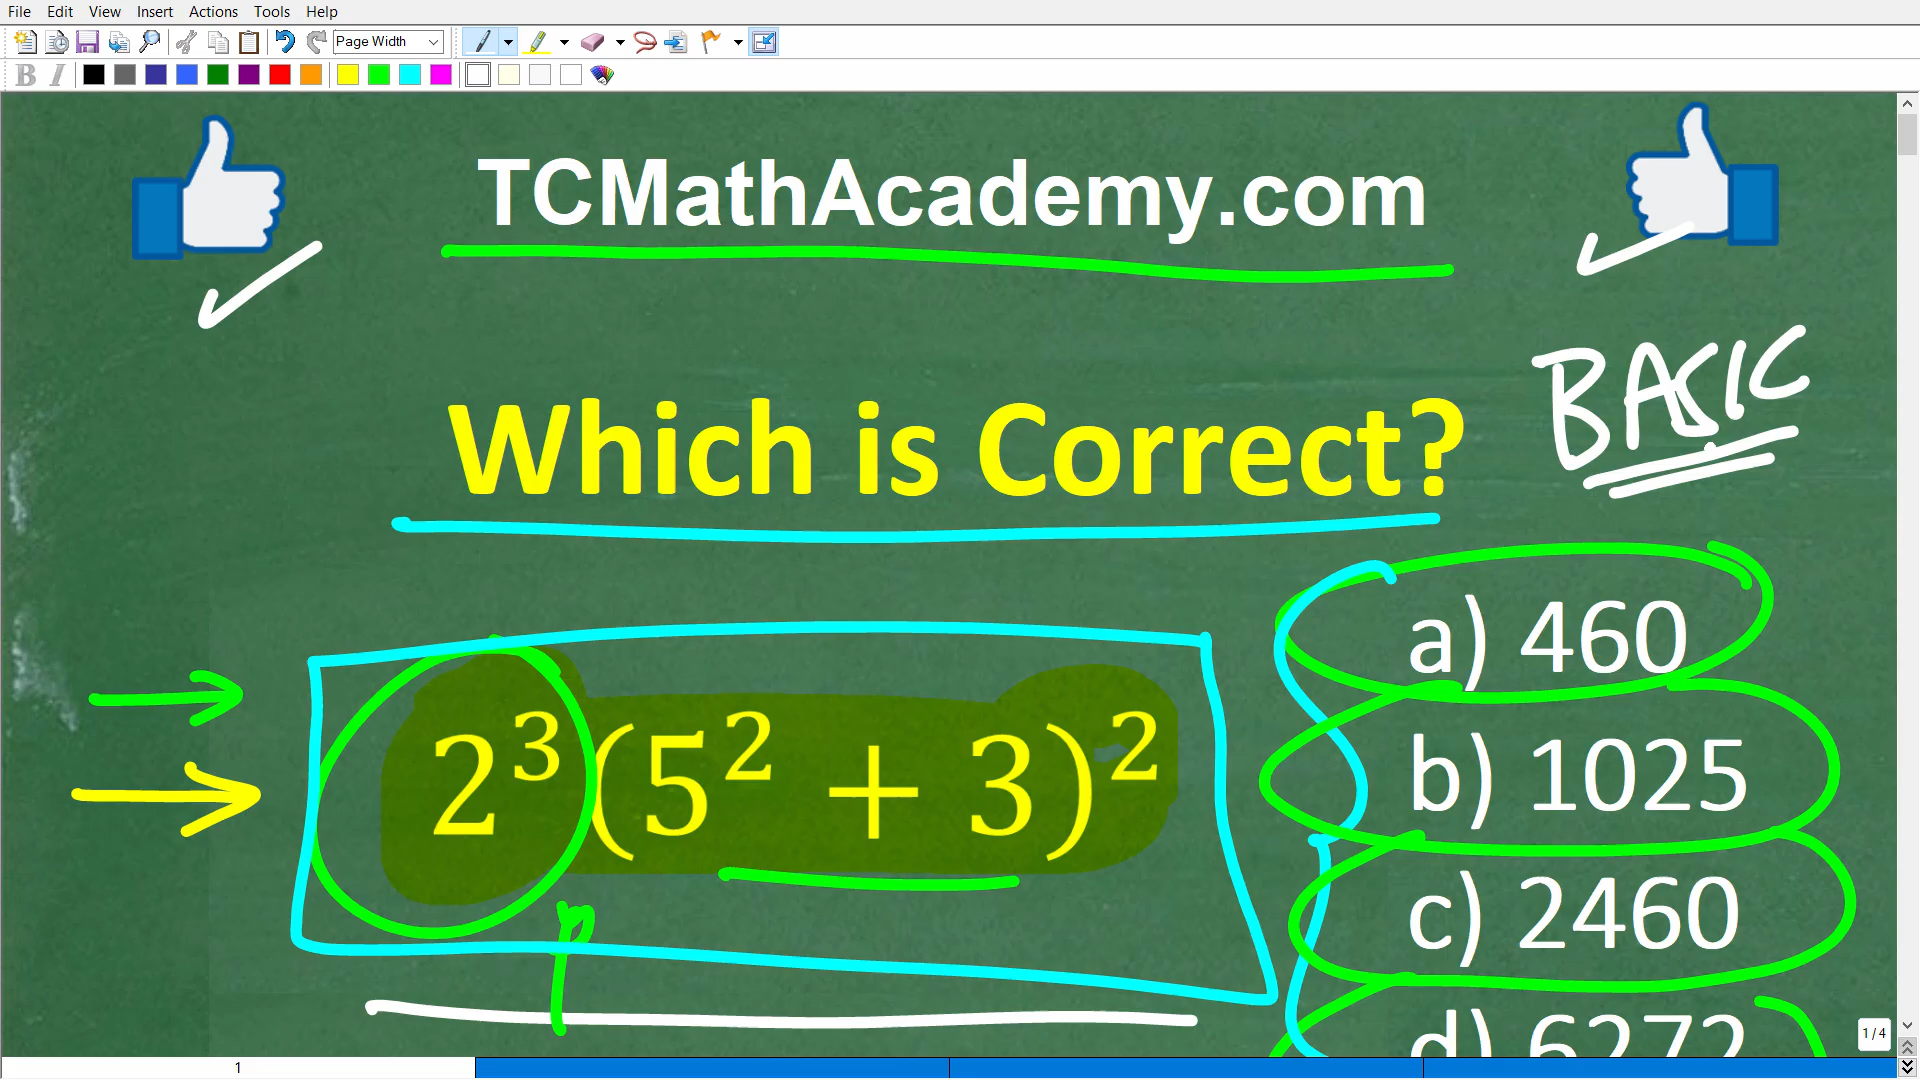 File Edit View Insert Actions Tools Help
Page Width
B I
TCMathAcademy.com
BASIC
Which is Correct?
a) 460
2³(5² + 3)²
b) 1025
c) 2460
d) 6272
p
1 / 4
1